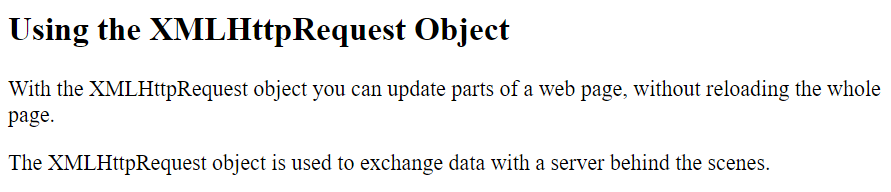 Using the XMLHttpRequest Object
With the XMLHttpRequest object you can update parts of a web page, without reloading the whole
page.
The XMLHttpRequest object is used to exchange data with a server behind the scenes.